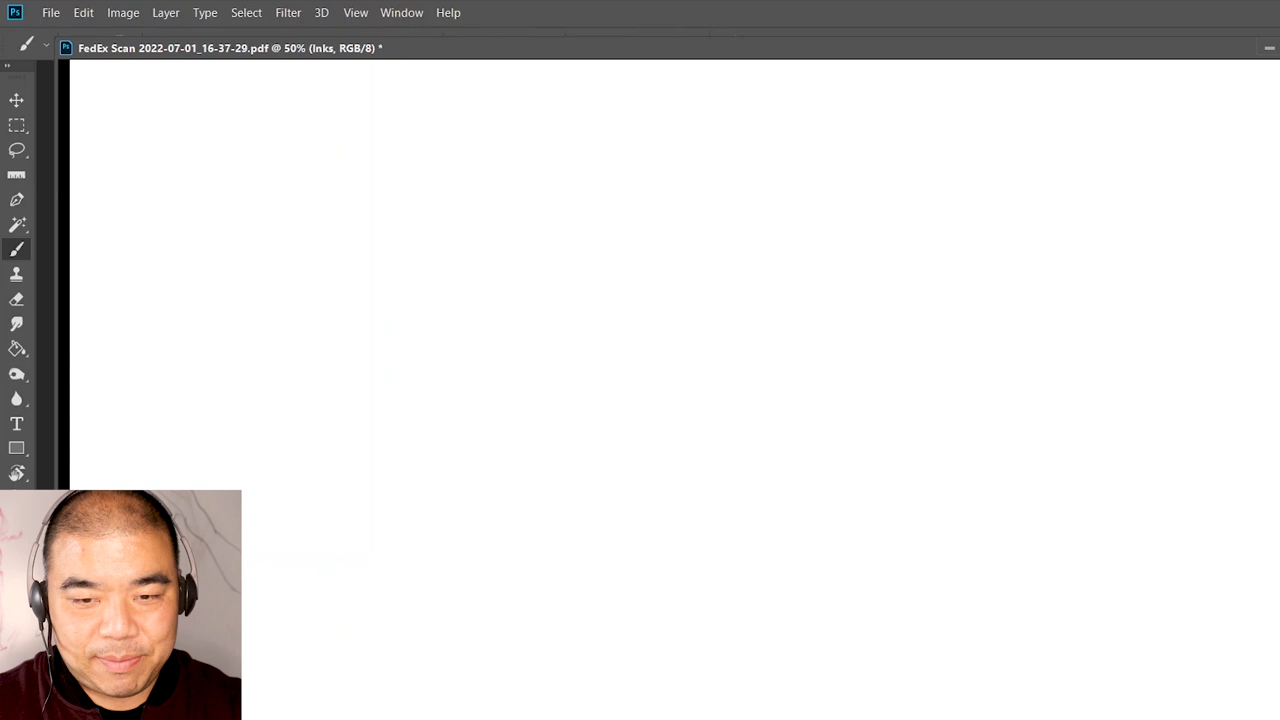 Ps File Edit Image Layer Type Select Filter 3D View Window Help
Ps FedEx Scan 2022-07-01_16-37-29.pdf @ 50% (Inks, RGB/8) *
T